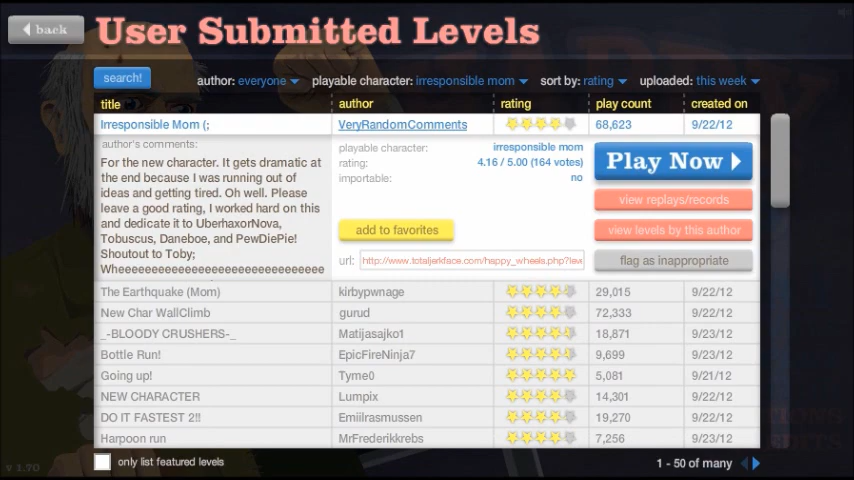 back
User Submitted Levels
search! author: everyone playable character: irresponsible mom sort by: rating uploaded: this week
title author rating play count created on
Irresponsible Mom (; VeryRandomComments 68,623 9/22/12
author's comments:
For the new character. It gets dramatic at
the end because I was running out of
ideas and getting tired. Oh well. Please
leave a good rating, I worked hard on this
and dedicate it to UberhaxorNova,
Tobuscus, Daneboe, and PewDiePie!
Shoutout to Toby;
Wheeeeeeeeeeeeeeeeeeeeeeeeeeeeee
playable character: irresponsible mom
rating: 4.16 / 5.00 (164 votes)
importable: no
add to favorites
url: http://www.totaljerkface.com/happy_wheels.php?leve
Play Now
view replays/records
view levels by this author
flag as inappropriate
The Earthquake (Mom) kirbypwnage 29,015 9/22/12
New Char WallClimb gurud 72,333 9/22/12
_-BLOODY CRUSHERS-_ Matijasajko1 18,871 9/23/12
Bottle Run! EpicFireNinja7 9,699 9/23/12
Going up! Tyme0 5,081 9/21/12
NEW CHARACTER Lumpix 14,301 9/22/12
DO IT FASTEST 2!! Emiilrasmussen 19,270 9/22/12
Harpoon run MrFrederikkrebs 7,256 9/23/12
only list featured levels 1 - 50 of many
v 1.70